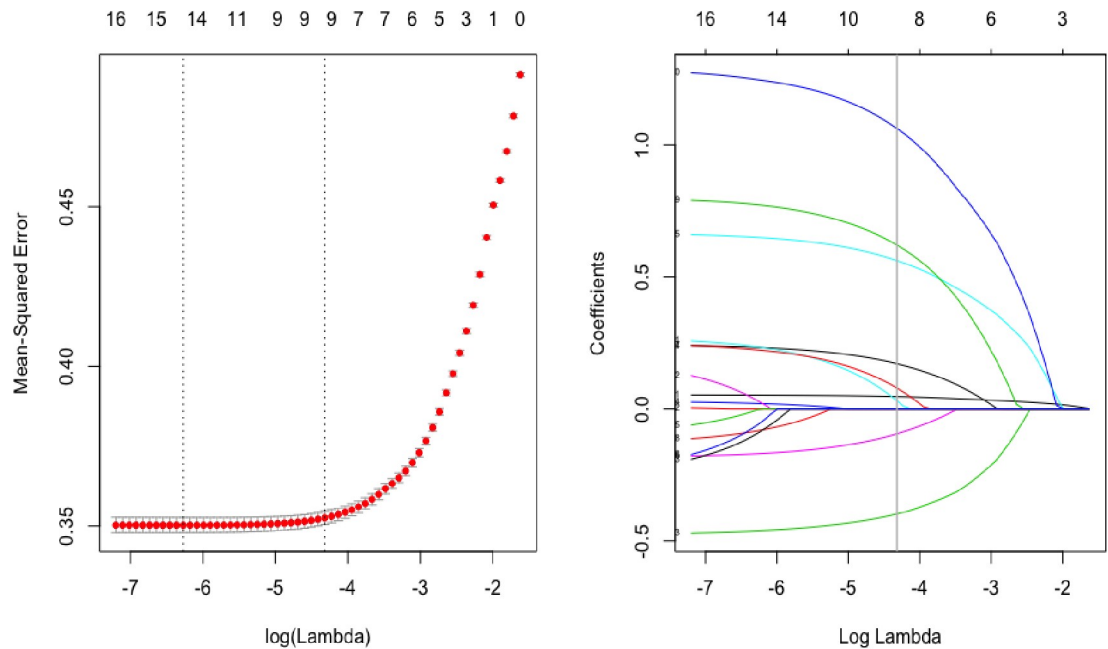 16 15 14 11 9 9 9 7 7 6 5 3 1 0
Mean-Squared Error
0.45
0.40
0.35
-7 -6 -5 -4 -3 -2
log(Lambda)
16 14 10 8 6 3
Coefficients
1.0
0.5
0.0
-0.5
-7 -6 -5 -4 -3 -2
Log Lambda